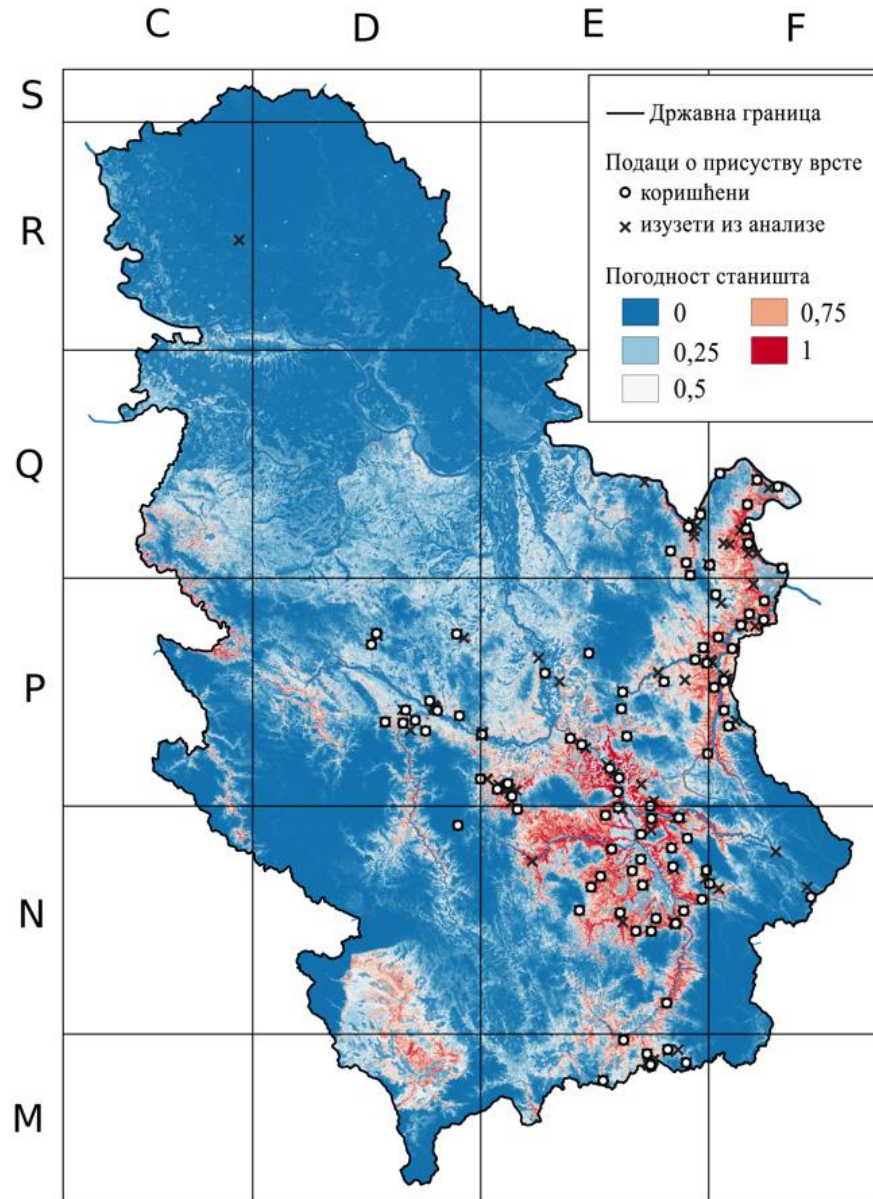 C D E F
S
R
Q
P
N
M
Државна граница
Подаци о присуству врсте
коришћени
изузети из анализе
Погодност станишта
0 0,75
0,25 1
0,5